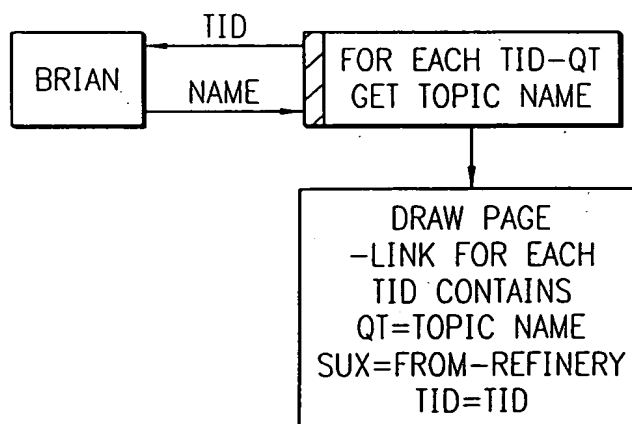 TID
BRIAN
NAME
FOR EACH TID-QT
GET TOPIC NAME
DRAW PAGE
-LINK FOR EACH
TID CONTAINS
QT=TOPIC NAME
SUX=FROM-REFINERY
TID=TID